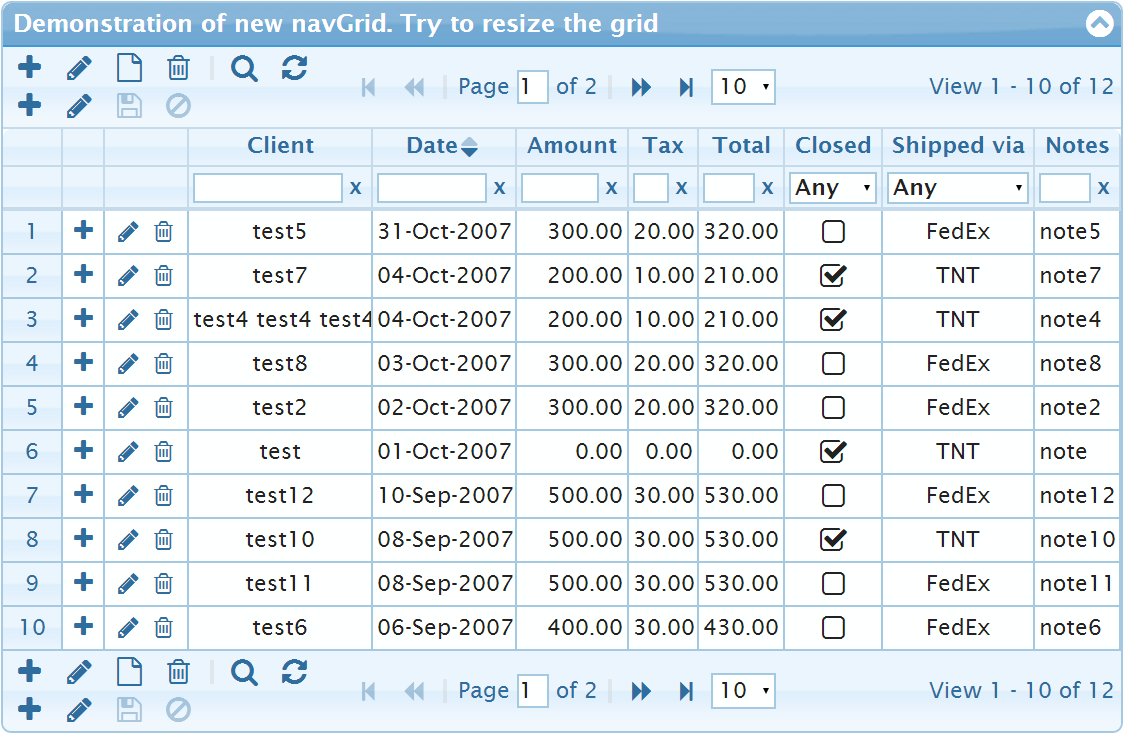 Demonstration of new navGrid. Try to resize the grid
Page 1 of 2 10 View 1 - 10 of 12
Client Date Amount Tax Total Closed Shipped via Notes
x x x x x Any Any x
1 test5 31-Oct-2007 300.00 20.00 320.00 FedEx note5
2 test7 04-Oct-2007 200.00 10.00 210.00 TNT note7
3 test4 test4 test4 04-Oct-2007 200.00 10.00 210.00 TNT note4
4 test8 03-Oct-2007 300.00 20.00 320.00 FedEx note8
5 test2 02-Oct-2007 300.00 20.00 320.00 FedEx note2
6 test 01-Oct-2007 0.00 0.00 0.00 TNT note
7 test12 10-Sep-2007 500.00 30.00 530.00 FedEx note12
8 test10 08-Sep-2007 500.00 30.00 530.00 TNT note10
9 test11 08-Sep-2007 500.00 30.00 530.00 FedEx note11
10 test6 06-Sep-2007 400.00 30.00 430.00 FedEx note6
Page 1 of 2 10 View 1 - 10 of 12